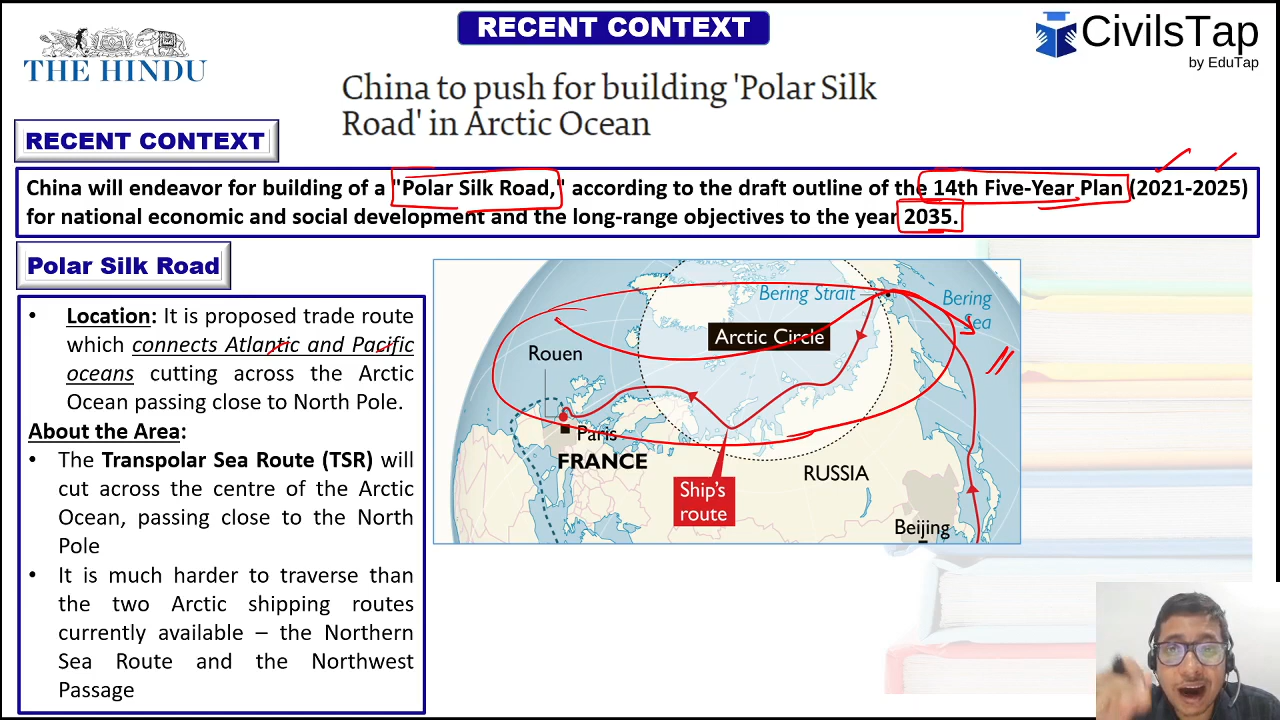 RECENT CONTEXT
THE HINDU
CivilsTap
by EduTap
China to push for building 'Polar Silk
Road' in Arctic Ocean
RECENT CONTEXT
China will endeavor for building of a "Polar Silk Road," according to the draft outline of the 14th Five-Year Plan (2021-2025)
for national economic and social development and the long-range objectives to the year 2035.
Polar Silk Road
• Location: It is proposed trade route
which connects Atlantic and Pacific
oceans cutting across the Arctic
Ocean passing close to North Pole.
About the Area:
• The Transpolar Sea Route (TSR) will
cut across the centre of the Arctic
Ocean, passing close to the North
Pole
• It is much harder to traverse than
the two Arctic shipping routes
currently available – the Northern
Sea Route and the Northwest
Passage
Bering Strait
Bering
Sea
Arctic Circle
Rouen
Paris
FRANCE
RUSSIA
Ship's
route
Beijing